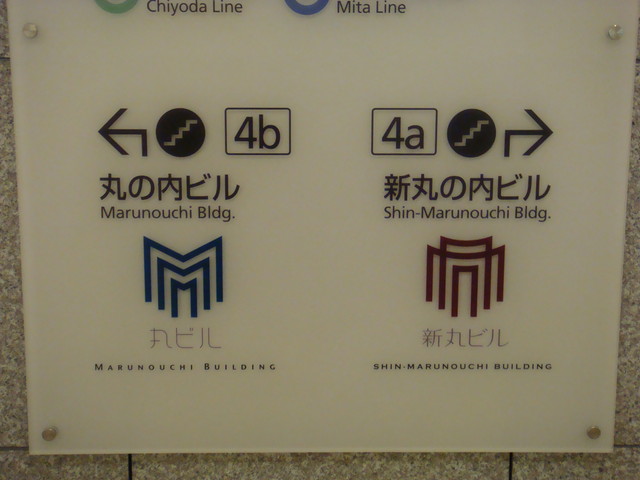 Chiyoda Line
Mita Line
4b
4a
丸の内ビル
新丸の内ビル
Marunouchi Bldg.
Shin-Marunouchi Bldg.
丸ビル
新丸ビル
MARUNOUCHI BUILDING
SHIN-MARUNOUCHI BUILDING